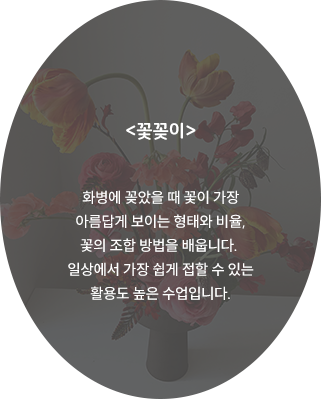 <꽃꽂이>
화병에 꽂았을 때 꽃이 가장
아름답게 보이는 형태와 비율,
꽃의 조합 방법을 배웁니다.
일상에서 가장 쉽게 접할 수 있는
활용도 높은 수업입니다.